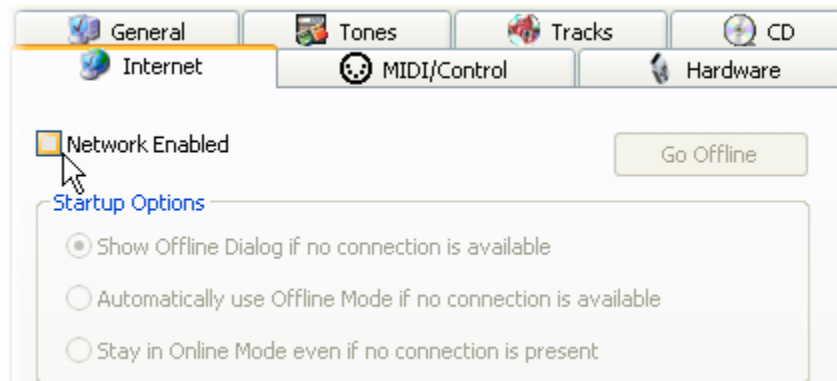 General Tones Tracks CD
Internet MIDI/Control Hardware
Network Enabled Go Offline
Startup Options
Show Offline Dialog if no connection is available
Automatically use Offline Mode if no connection is available
Stay in Online Mode even if no connection is present